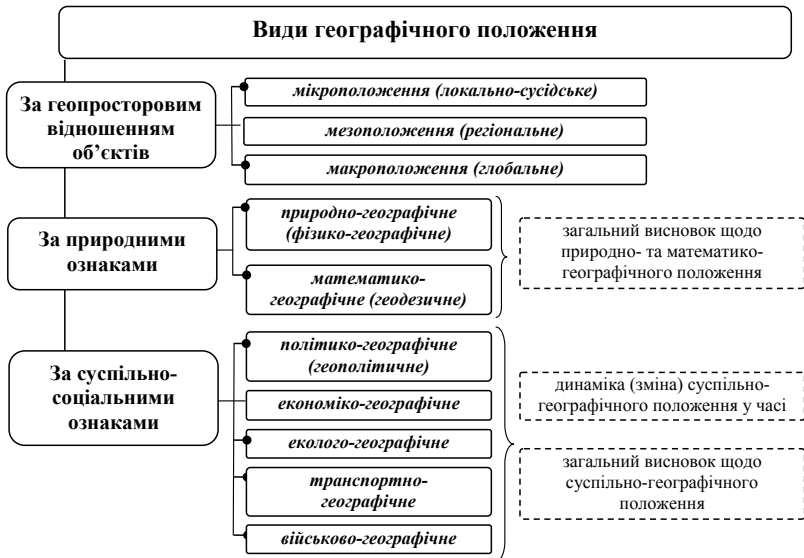 Види географічного положення
За геопросторовим
відношенням
об’єктів
мікроположення (локально-сусідське)
мезоположення (регіональне)
макроположення (глобальне)
За природними
ознаками
природно-географічне
(фізико-географічне)
математико-
географічне (геодезичне)
загальний висновок щодо
природно- та математико-
географічного положення
За суспільно-
соціальними
ознаками
політико-географічне
(геополітичне)
економіко-географічне
еколого-географічне
транспортно-
географічне
військово-географічне
динаміка (зміна) суспільно-
географічного положення у часі
загальний висновок щодо
суспільно-географічного
положення